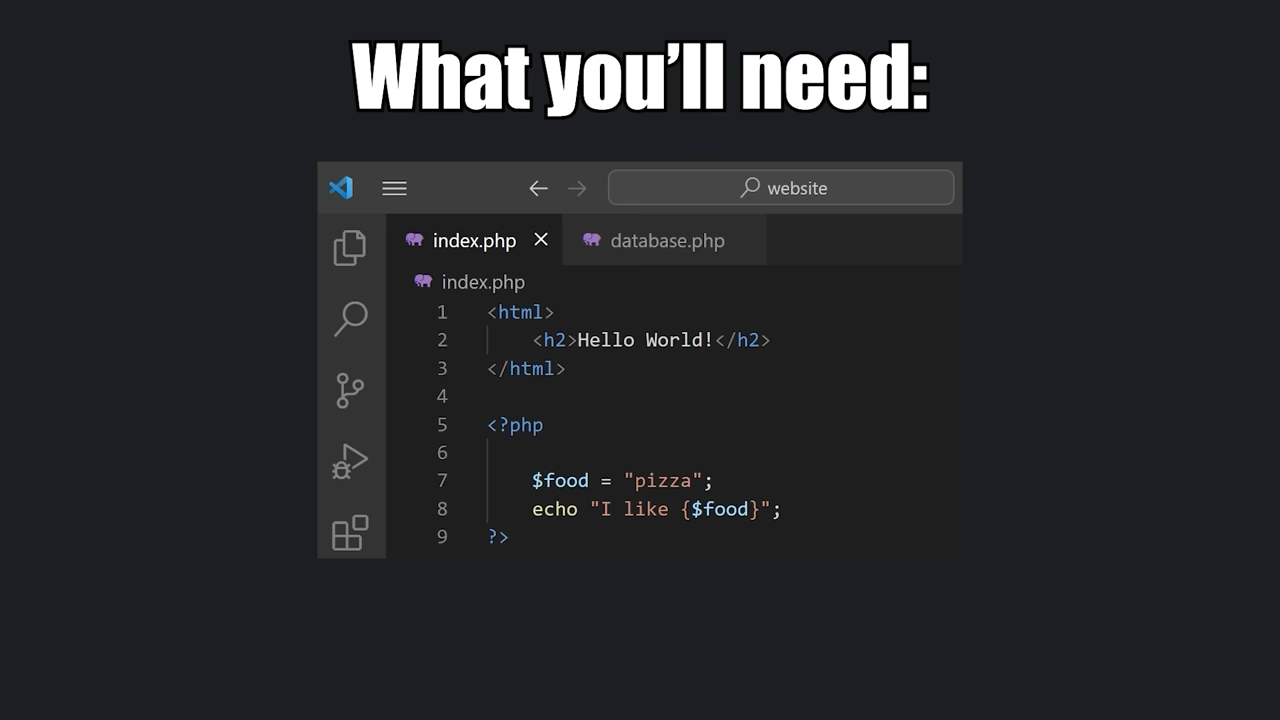 What you’ll need:
website
index.php
database.php
index.php
1 <html>
2 <h2>Hello World!</h2>
3 </html>
4
5 <?php
6
7 $food = "pizza";
8 echo "I like {$food}";
9 ?>